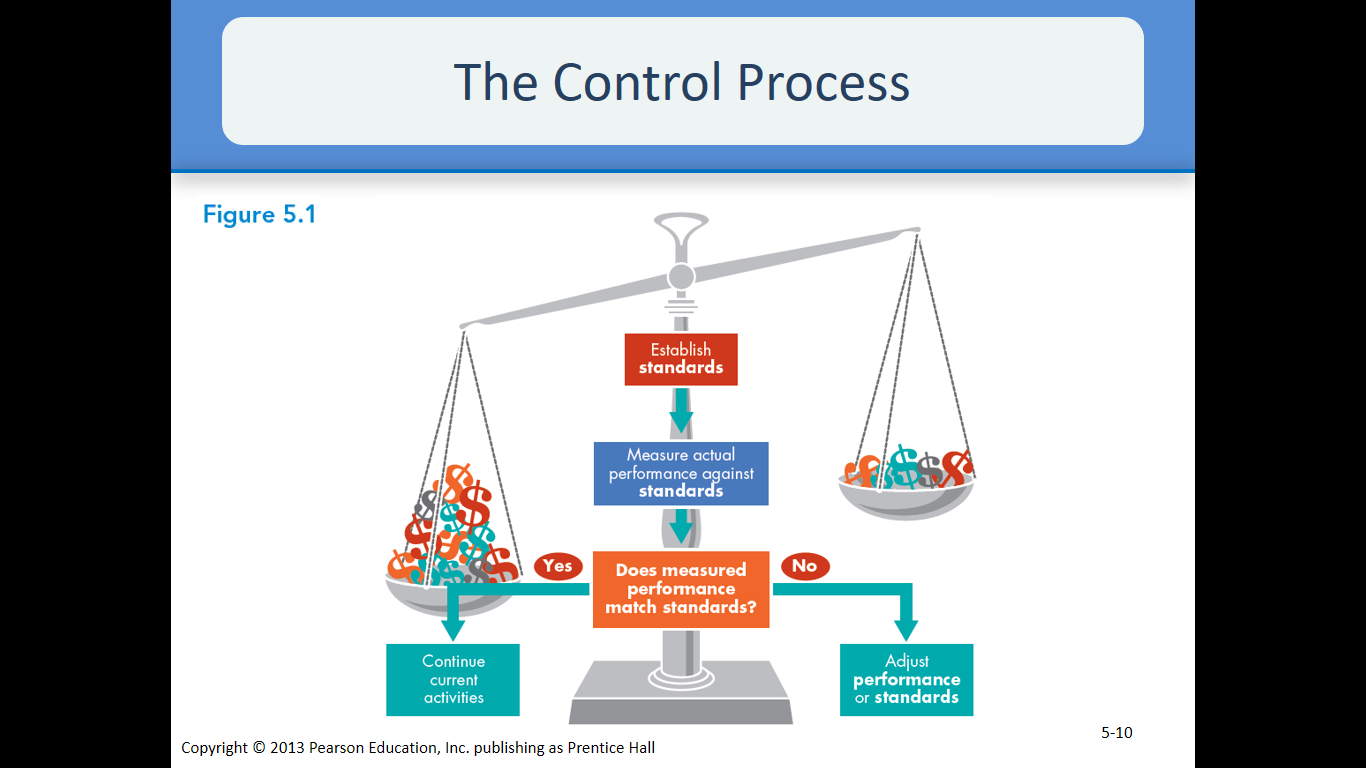 The Control Process
Figure 5.1
Establish
standards
Measure actual
performance against
standards
Yes
Does measured
performance
match standards?
No
Continue
current
activities
Adjust
performance
or standards
5-10
Copyright © 2013 Pearson Education, Inc. publishing as Prentice Hall